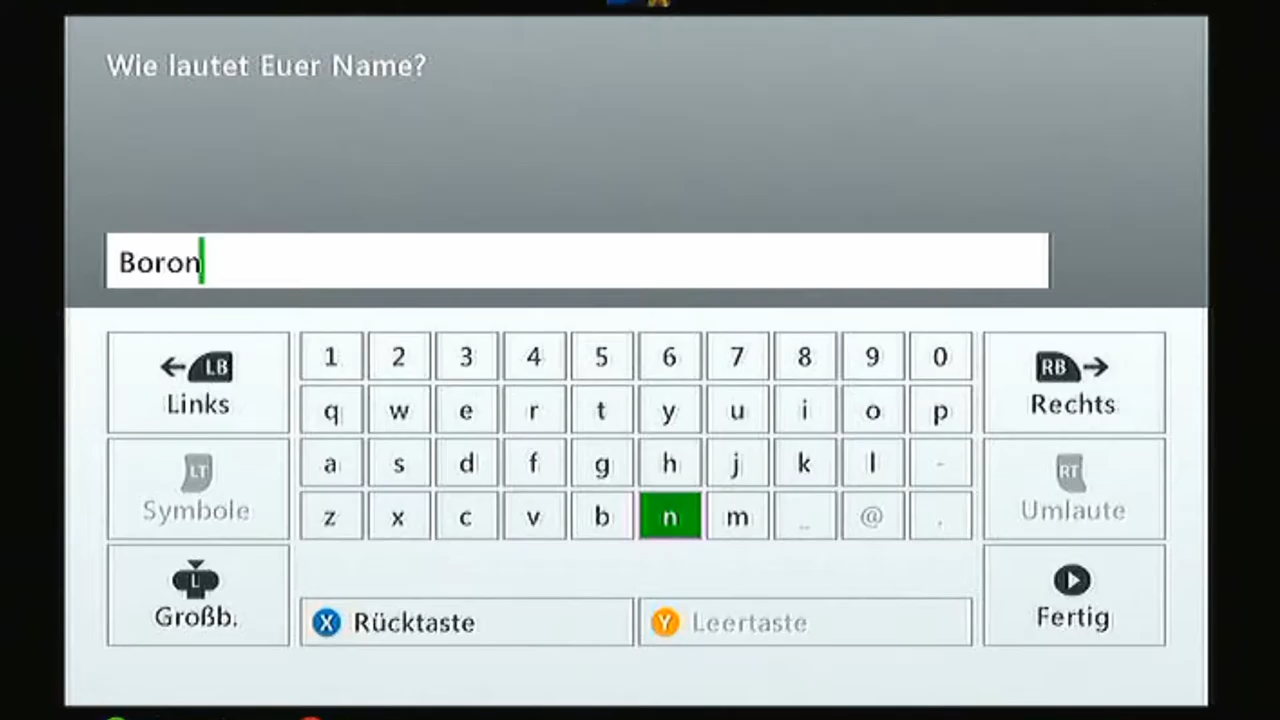 Wie lautet Euer Name?
Boron
LB
Links
1 2 3 4 5 6 7 8 9 0
RB
Rechts
q w e r t y u i o p
a s d f g h j k l -
LT
Symbole
z x c v b n m _ @ .
RT
Umlaute
L
Großb.
X Rücktaste
Y Leertaste
Fertig